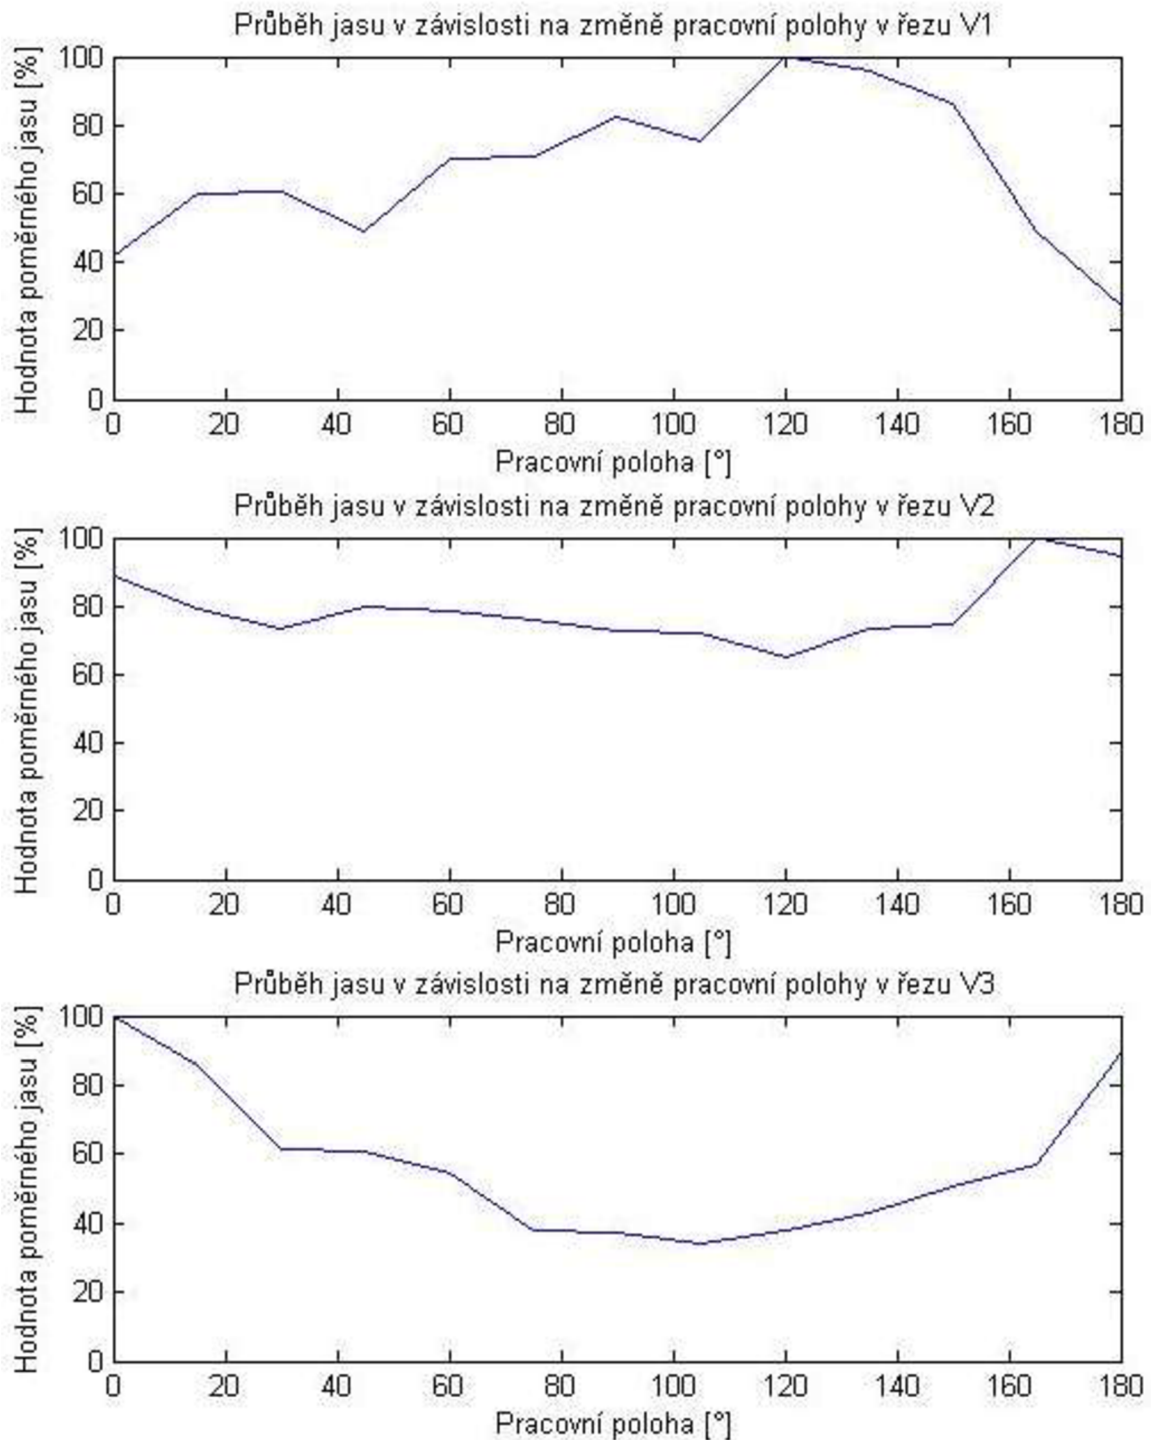 Průběh jasu v závislosti na změně pracovní polohy v řezu V1
Hodnota poměrného jasu [%]
100
80
60
40
20
0
0 20 40 60 80 100 120 140 160 180
Pracovní poloha [°]
Průběh jasu v závislosti na změně pracovní polohy v řezu V2
Hodnota poměrného jasu [%]
100
80
60
40
20
0
0 20 40 60 80 100 120 140 160 180
Pracovní poloha [°]
Průběh jasu v závislosti na změně pracovní polohy v řezu V3
Hodnota poměrného jasu [%]
100
80
60
40
20
0
0 20 40 60 80 100 120 140 160 180
Pracovní poloha [°]